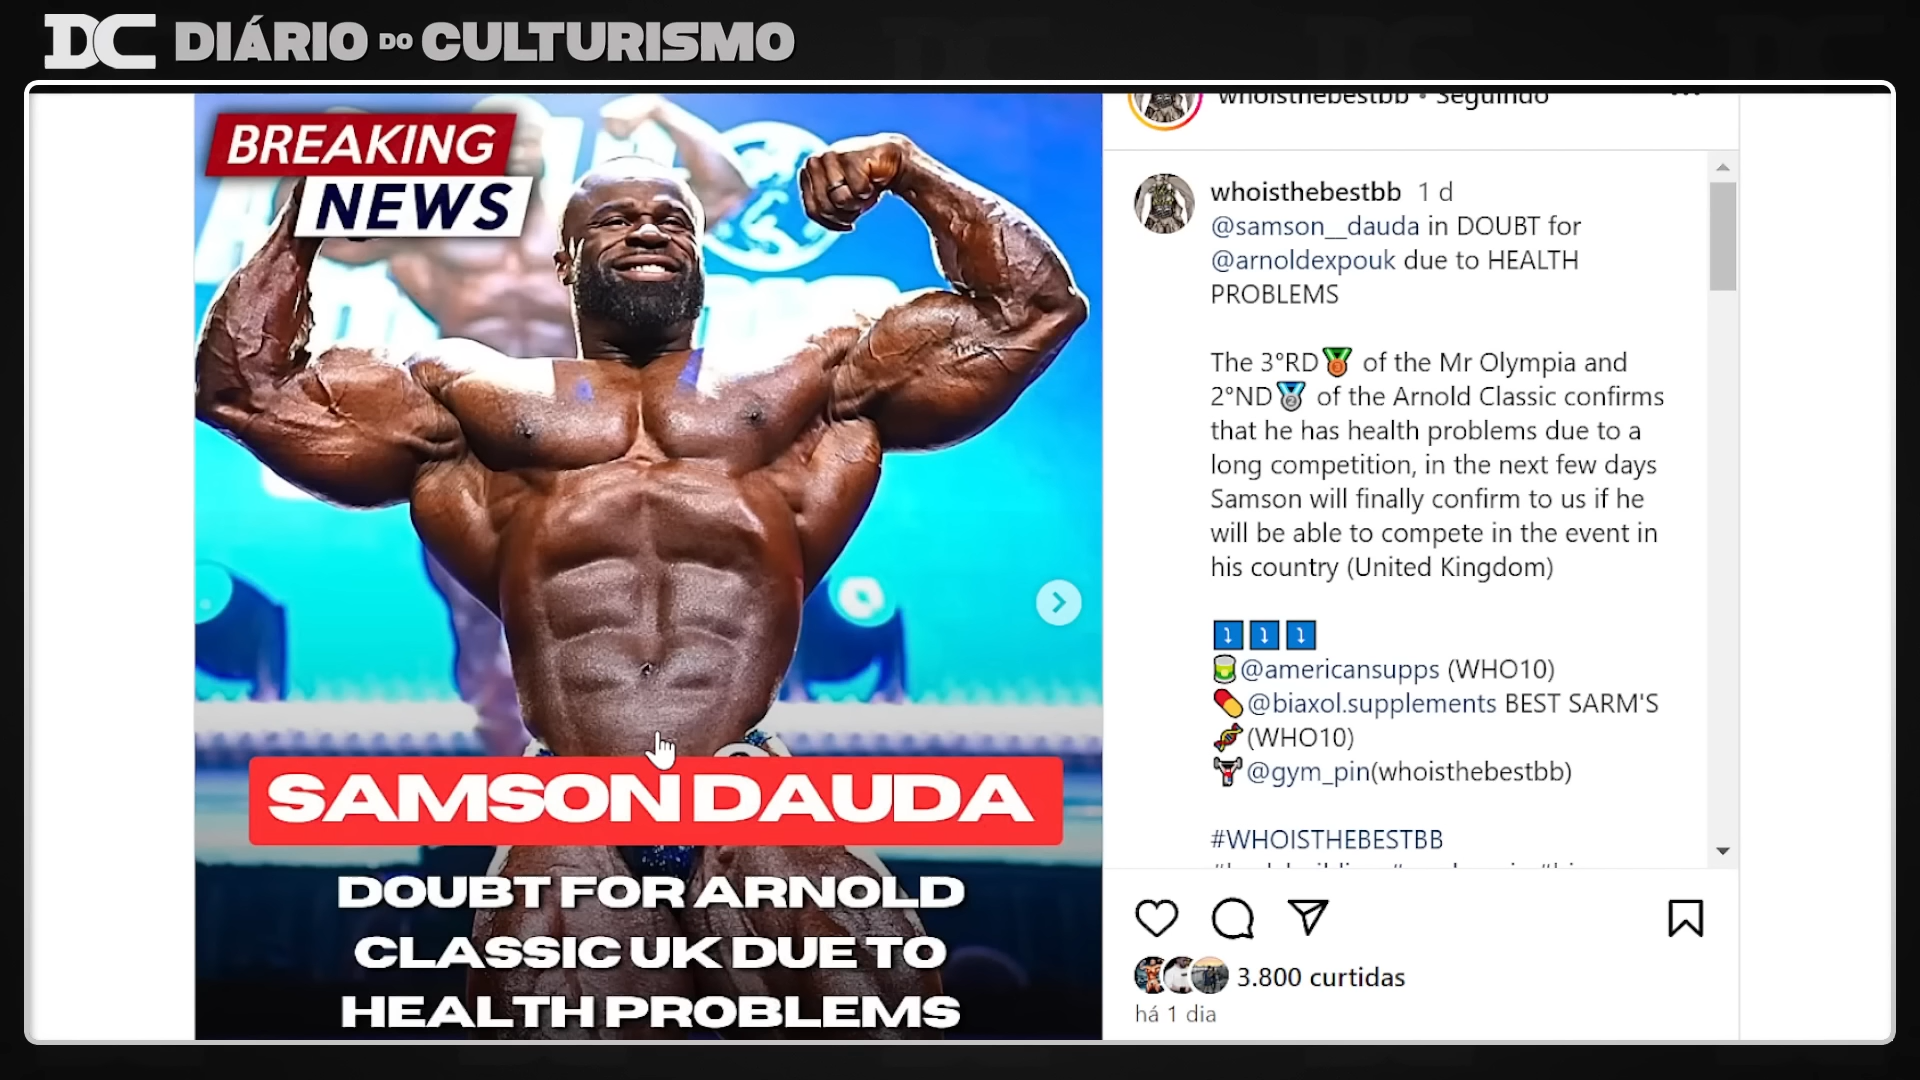 DC DIÁRIO DO CULTURISMO
BREAKING
NEWS
SAMSON DAUDA
DOUBT FOR ARNOLD
CLASSIC UK DUE TO
HEALTH PROBLEMS
whoisthebestbb • Seguindo
whoisthebestbb 1 d
@samson__dauda in DOUBT for
@arnoldexpouk due to HEALTH
PROBLEMS
The 3°RD🥉 of the Mr Olympia and
2°ND🥈 of the Arnold Classic confirms
that he has health problems due to a
long competition, in the next few days
Samson will finally confirm to us if he
will be able to compete in the event in
his country (United Kingdom)
⤵️⤵️⤵️
🥫@americansupps (WHO10)
💊@biaxol.supplements BEST SARM'S
🧬(WHO10)
🏋️@gym_pin(whoisthebestbb)
#WHOISTHEBESTBB
3.800 curtidas
há 1 dia